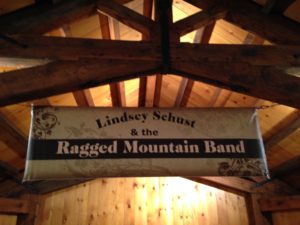 Lindsey Schust
& the
Ragged Mountain Band